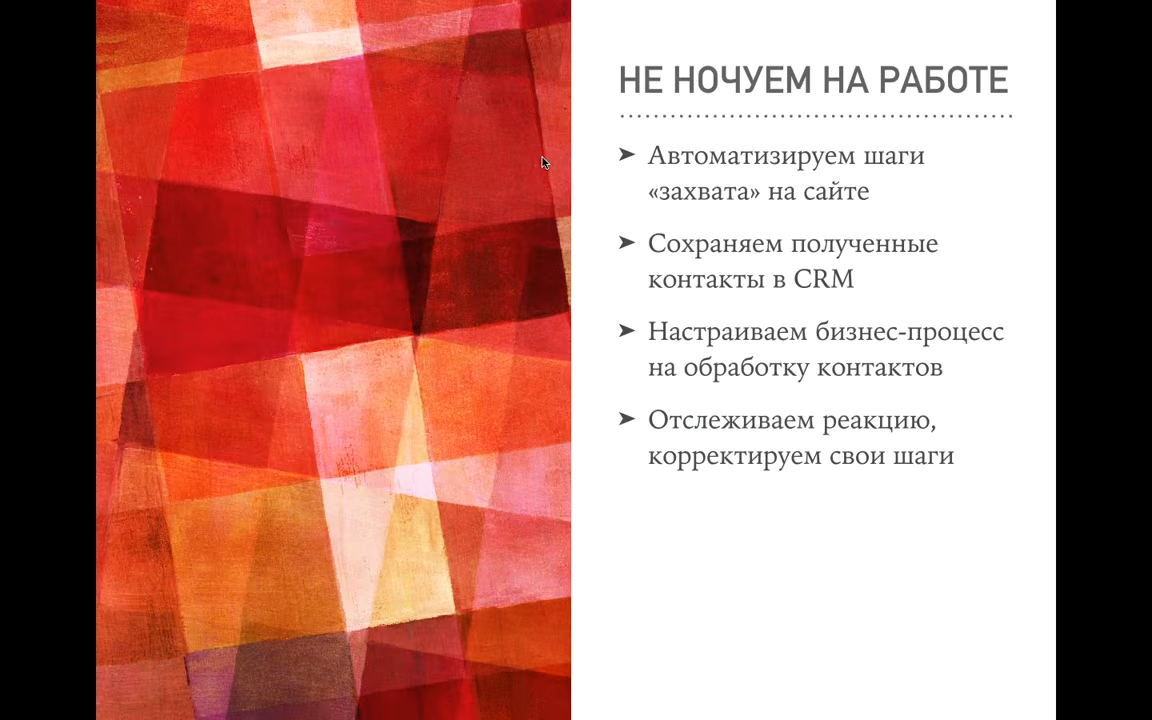 НЕ НОЧУЕМ НА РАБОТЕ
➤ Автоматизируем шаги
«захвата» на сайте
➤ Сохраняем полученные
контакты в CRM
➤ Настраиваем бизнес-процесс
на обработку контактов
➤ Отслеживаем реакцию,
корректируем свои шаги